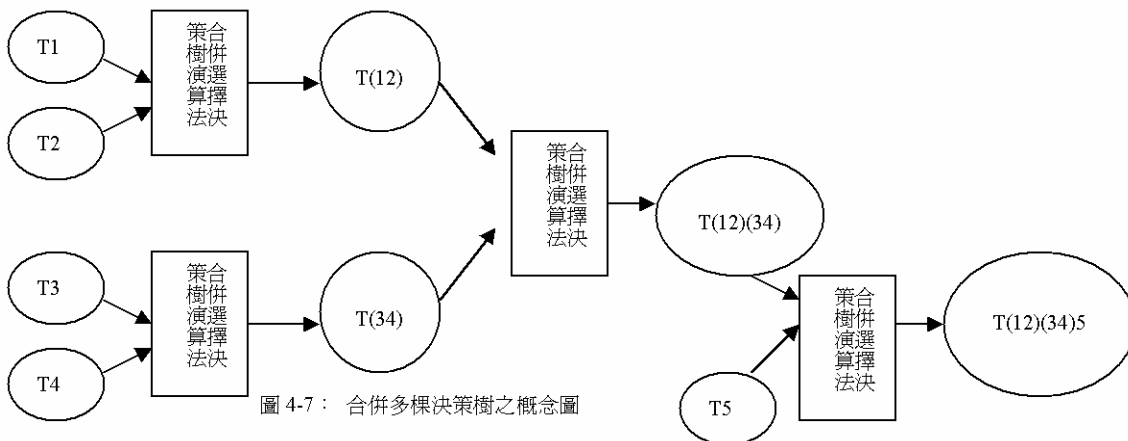 T1
T2
合併選擇決
策樹演算法
T(12)
T3
T4
合併選擇決
策樹演算法
T(34)
合併選擇決
策樹演算法
T(12)(34)
T5
合併選擇決
策樹演算法
T(12)(34)5
圖 4-7： 合併多棵決策樹之概念圖